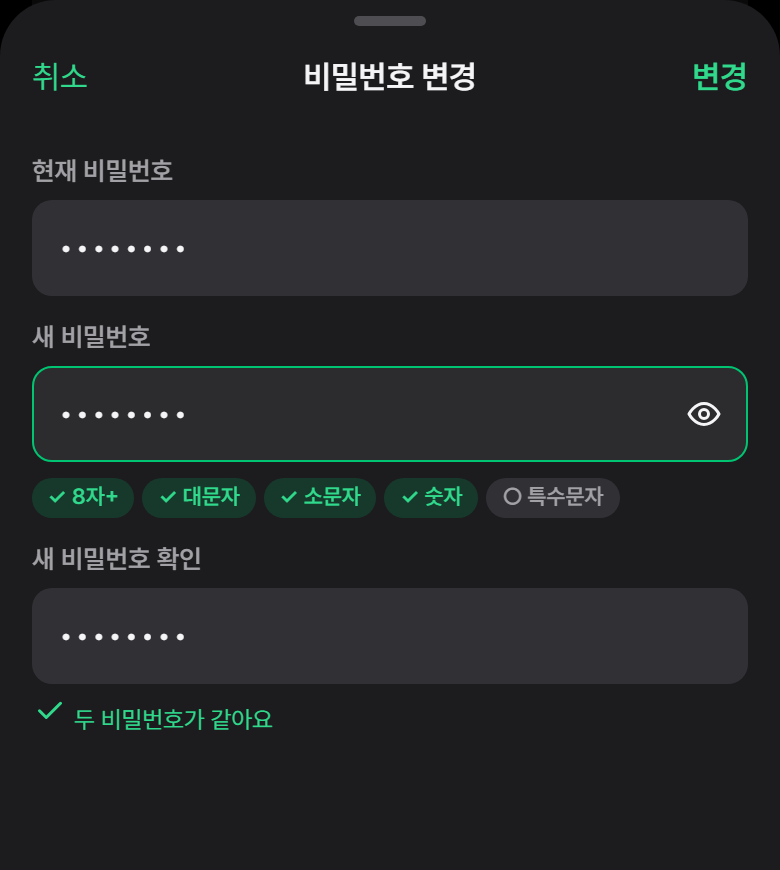 취소 비밀번호 변경 변경
현재 비밀번호
••••••••
새 비밀번호
••••••••
8자+ 대문자 소문자 숫자 특수문자
새 비밀번호 확인
••••••••
두 비밀번호가 같아요